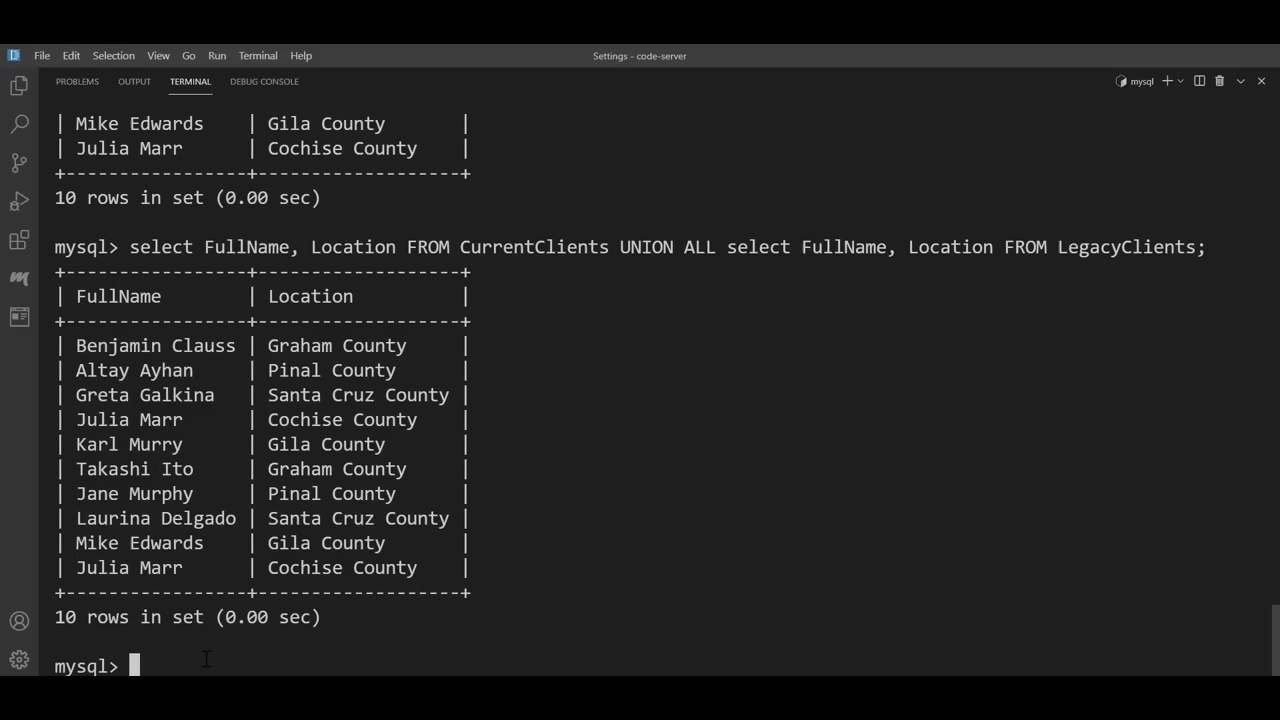 File Edit Selection View Go Run Terminal Help Settings - code-server
PROBLEMS OUTPUT TERMINAL DEBUG CONSOLE mysql
| Mike Edwards | Gila County |
| Julia Marr | Cochise County |
+-----------------+-------------------+
10 rows in set (0.00 sec)
mysql> select FullName, Location FROM CurrentClients UNION ALL select FullName, Location FROM LegacyClients;
+-----------------+-------------------+
| FullName | Location |
+-----------------+-------------------+
| Benjamin Clauss | Graham County |
| Altay Ayhan | Pinal County |
| Greta Galkina | Santa Cruz County |
| Julia Marr | Cochise County |
| Karl Murry | Gila County |
| Takashi Ito | Graham County |
| Jane Murphy | Pinal County |
| Laurina Delgado | Santa Cruz County |
| Mike Edwards | Gila County |
| Julia Marr | Cochise County |
+-----------------+-------------------+
10 rows in set (0.00 sec)
mysql>